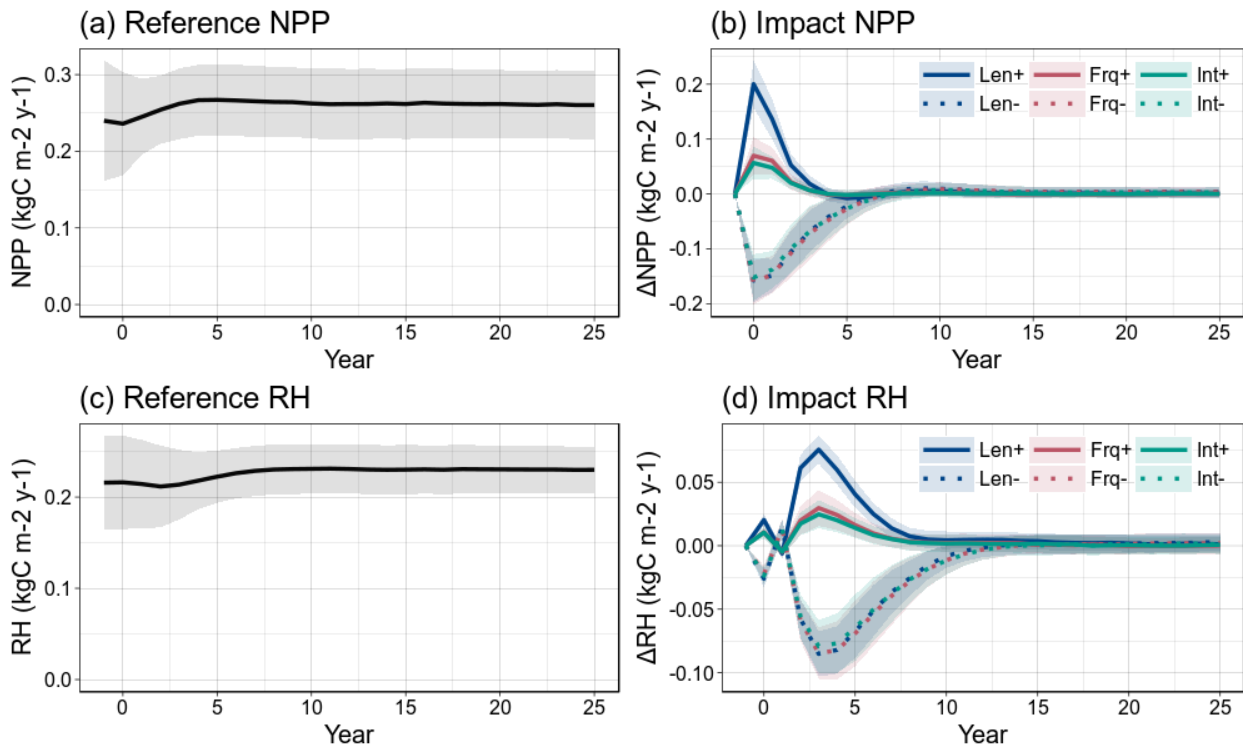 (a) Reference NPP
NPP (kgC m-2 y-1)
0.3
0.2
0.1
0.0
0 5 10 15 20 25
Year
(b) Impact NPP
ΔNPP (kgC m-2 y-1)
0.2
0.1
0.0
-0.1
-0.2
Len+ Frq+ Int+
Len- Frq- Int-
0 5 10 15 20 25
Year
(c) Reference RH
RH (kgC m-2 y-1)
0.2
0.1
0.0
0 5 10 15 20 25
Year
(d) Impact RH
ΔRH (kgC m-2 y-1)
0.05
0.00
-0.05
-0.10
Len+ Frq+ Int+
Len- Frq- Int-
0 5 10 15 20 25
Year